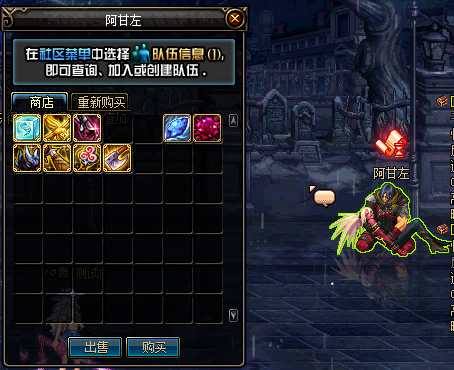 阿甘左
在社区菜单中选择 队伍信息(I),
即可查询、加入或创建队伍 .
商店
重新购买
阿甘左
出售
购买